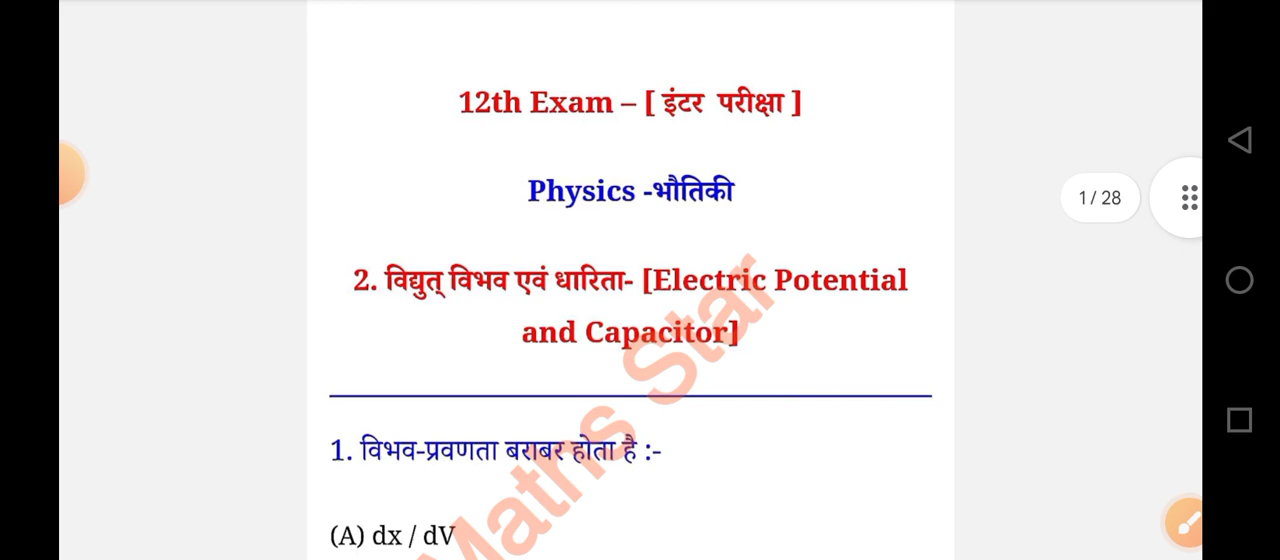 12th Exam – [ इंटर परीक्षा ]
Physics -भौतिकी
1 / 28
2. विद्युत् विभव एवं धारिता- [Electric Potential
and Capacitor]
Maths Star
1. विभव-प्रवणता बराबर होता है :-
(A) dx / dV